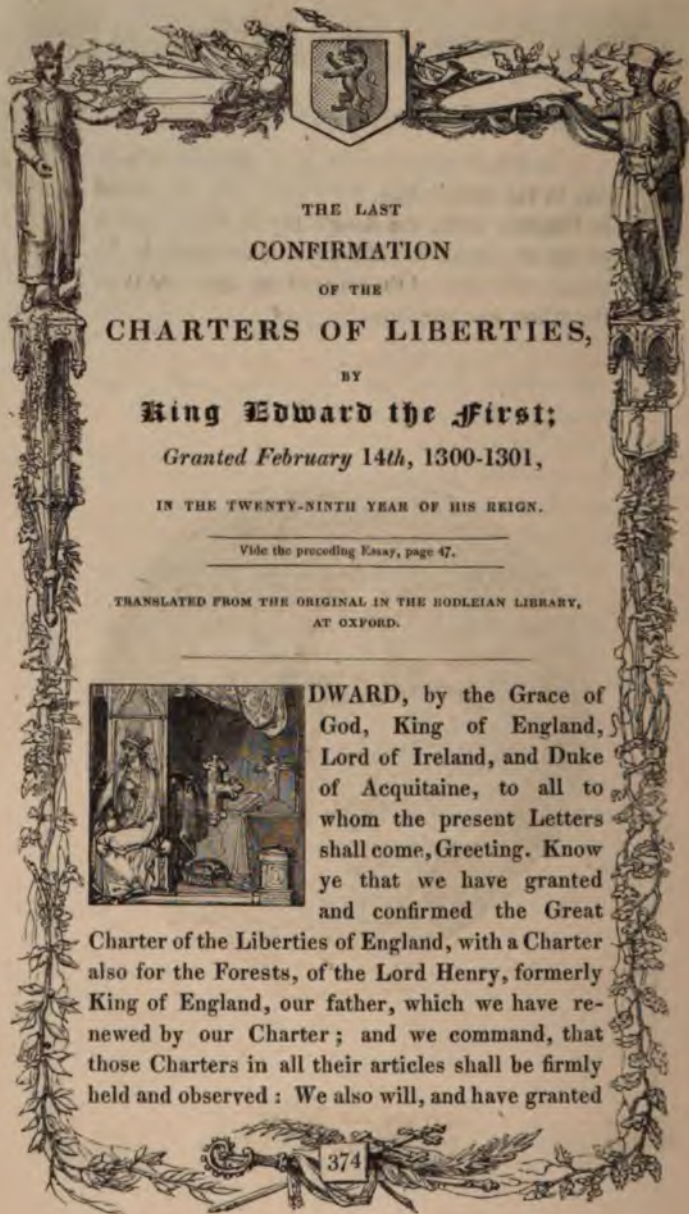 THE LAST
CONFIRMATION
OF THE
CHARTERS OF LIBERTIES,
BY
King Edward the First;
Granted February 14th, 1300-1301,
IN THE TWENTY-NINTH YEAR OF HIS REIGN.
Vide the preceding Essay, page 47.
TRANSLATED FROM THE ORIGINAL IN THE BODLEIAN LIBRARY,
AT OXFORD.
DWARD, by the Grace of
God, King of England,
Lord of Ireland, and Duke
of Acquitaine, to all to
whom the present Letters
shall come, Greeting. Know
ye that we have granted
and confirmed the Great
Charter of the Liberties of England, with a Charter
also for the Forests, of the Lord Henry, formerly
King of England, our father, which we have re-
newed by our Charter; and we command, that
those Charters in all their articles shall be firmly
held and observed : We also will, and have granted
374